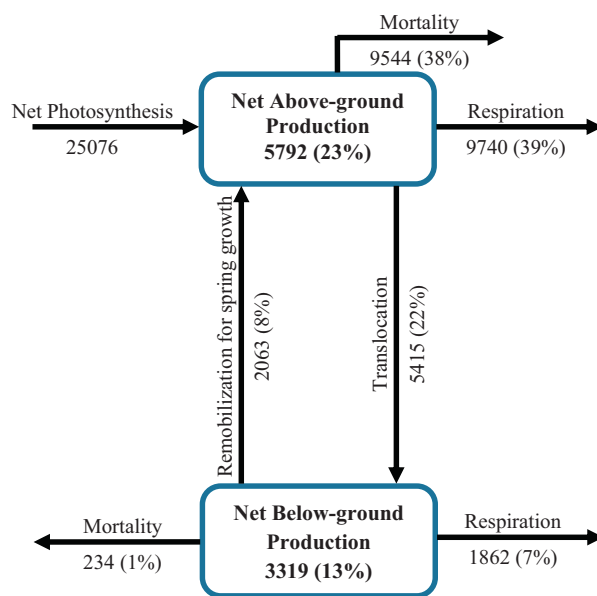 Mortality
9544 (38%)
Net Photosynthesis
25076
Net Above-ground
Production
5792 (23%)
Respiration
9740 (39%)
Remobilization for spring growth
2063 (8%)
Translocation
5415 (22%)
Mortality
234 (1%)
Net Below-ground
Production
3319 (13%)
Respiration
1862 (7%)